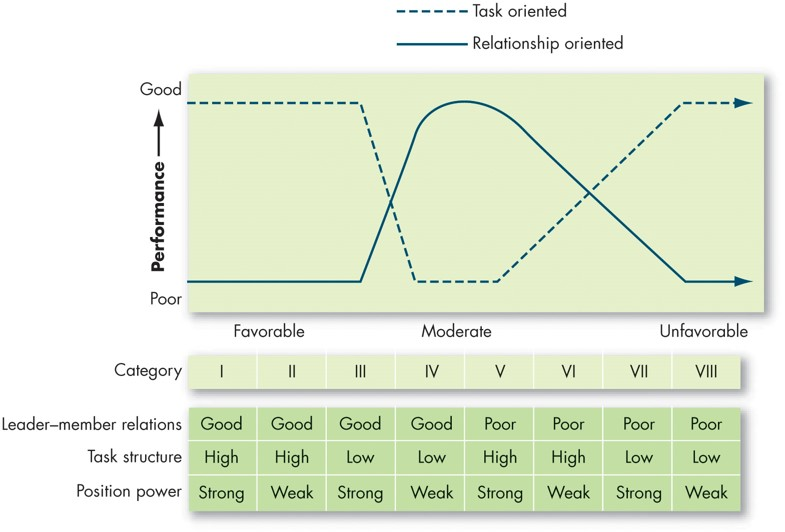 Task oriented
Relationship oriented
Good
Performance
Poor
Favorable Moderate Unfavorable
Category I II III IV V VI VII VIII
Leader–member relations Good Good Good Good Poor Poor Poor Poor
Task structure High High Low Low High High Low Low
Position power Strong Weak Strong Weak Strong Weak Strong Weak